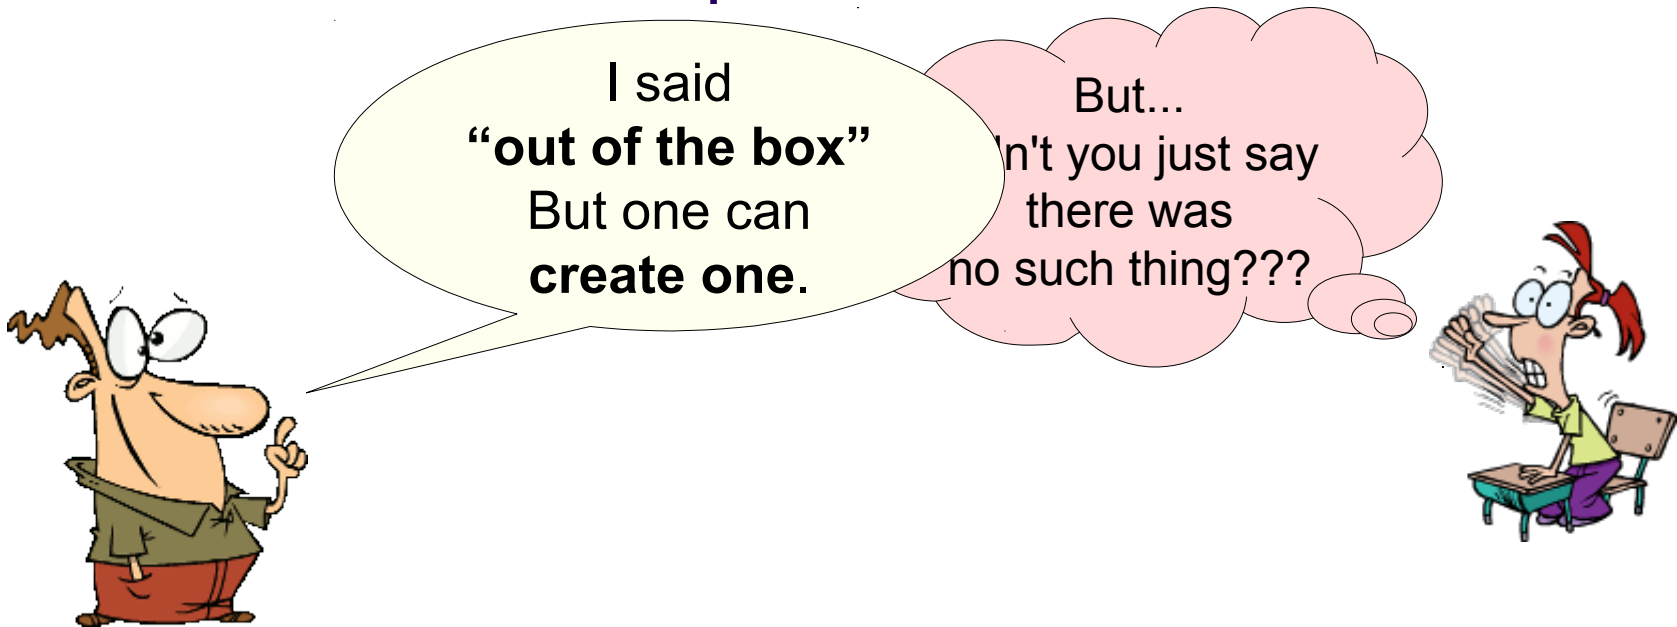 I said
“out of the box”
But one can
create one.
But...
n't you just say
there was
no such thing???